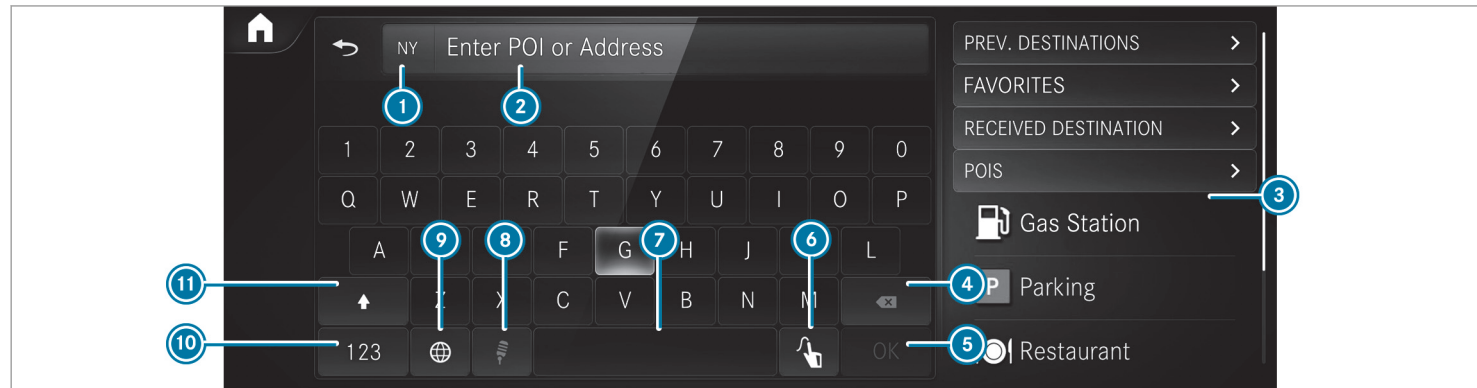 NY Enter POI or Address
1 2
1 2 3 4 5 6 7 8 9 0
Q W E R T Y U I O P
A F G H J L
Z X C V B N M
123 OK
PREV. DESTINATIONS
FAVORITES
RECEIVED DESTINATION
POIS
3
Gas Station
4
P Parking
5
Restaurant
6
7
8
9
10
11